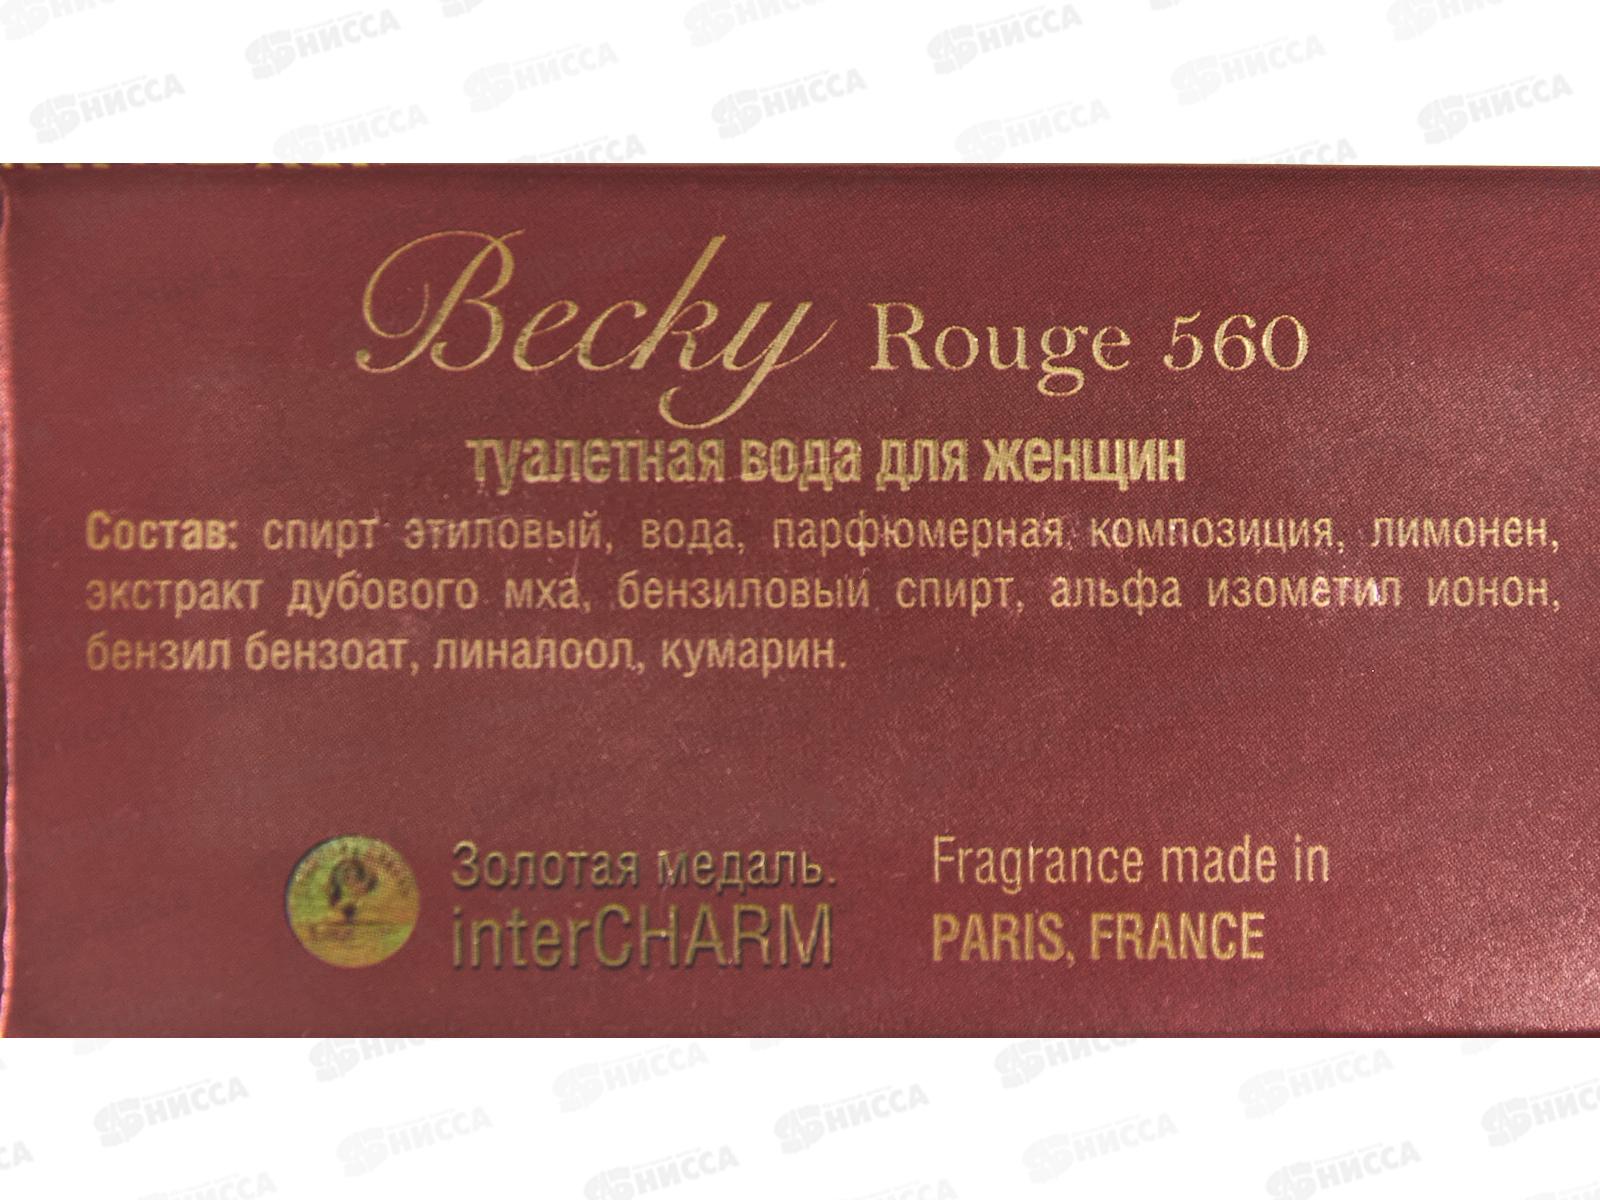 Becky Rouge 560
туалетная вода для женщин
Состав: спирт этиловый, вода, парфюмерная композиция, лимонен,
экстракт дубового мха, бензиловый спирт, альфа изометил ионон,
бензил бензоат, линалоол, кумарин.
Золотая медаль.
interCHARM
Fragrance made in
PARIS, FRANCE